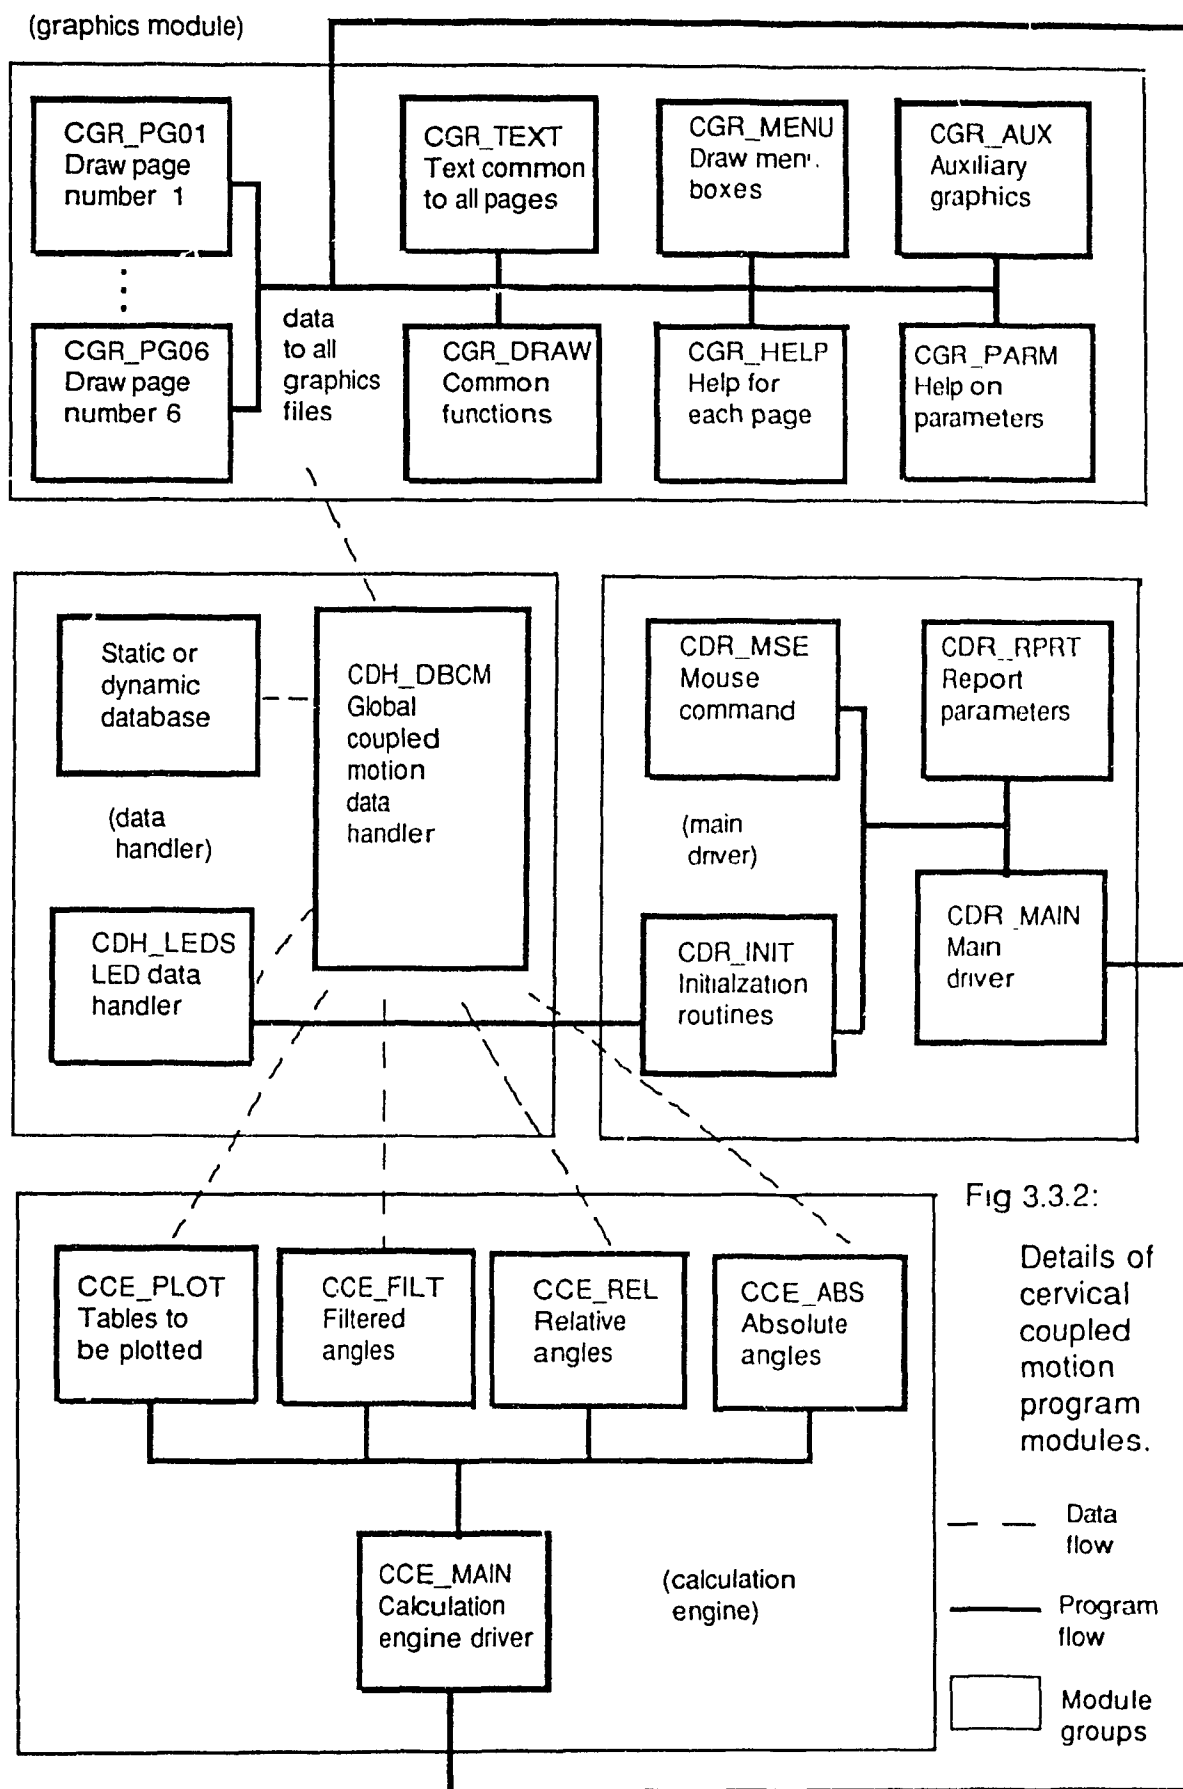 (graphics module)
CGR_PG01
Draw page
number 1
CGR_TEXT
Text common
to all pages
CGR_MENU
Draw
boxes
CGR_AUX
Auxiliary
graphics
CGR_PG06
Draw page
number 6
data
to all
graphics
files
CGR_DRAW
Common
functions
CGR_HELP
Help for
each page
CGR_PARM
Help on
parameters
Static or
dynamic
database
CDH_DBCM
Global
coupled
motion
data
handler
(data
handler)
CDH_LEDS
LED data
handler
CDR_MSE
Mouse
command
CDR_RPRT
Report
parameters
(main
driver)
CDR_INIT
Initialzation
routines
CDR_MAIN
Main
driver
CCE_PLOT
Tables to
be plotted
CCE_FILT
Filtered
angles
CCE_REL
Relative
angles
CCE_ABS
Absolute
angles
CCE_MAIN
Calculation
engine driver
(calculation
engine)
Fig 3.3.2:
Details of
cervical
coupled
motion
program
modules.
Data
flow
Program
flow
Module
groups